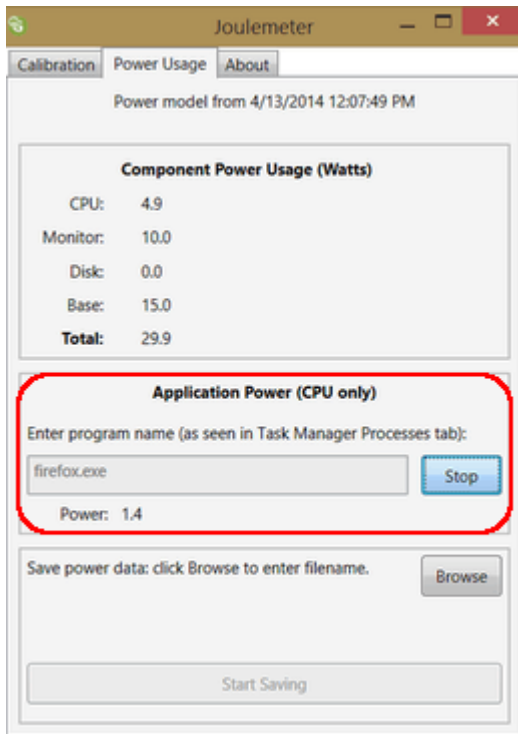 Joulemeter
Calibration Power Usage About
Power model from 4/13/2014 12:07:49 PM
Component Power Usage (Watts)
CPU: 4.9
Monitor: 10.0
Disk: 0.0
Base: 15.0
Total: 29.9
Application Power (CPU only)
Enter program name (as seen in Task Manager Processes tab):
firefox.exe Stop
Power: 1.4
Save power data: click Browse to enter filename. Browse
Start Saving